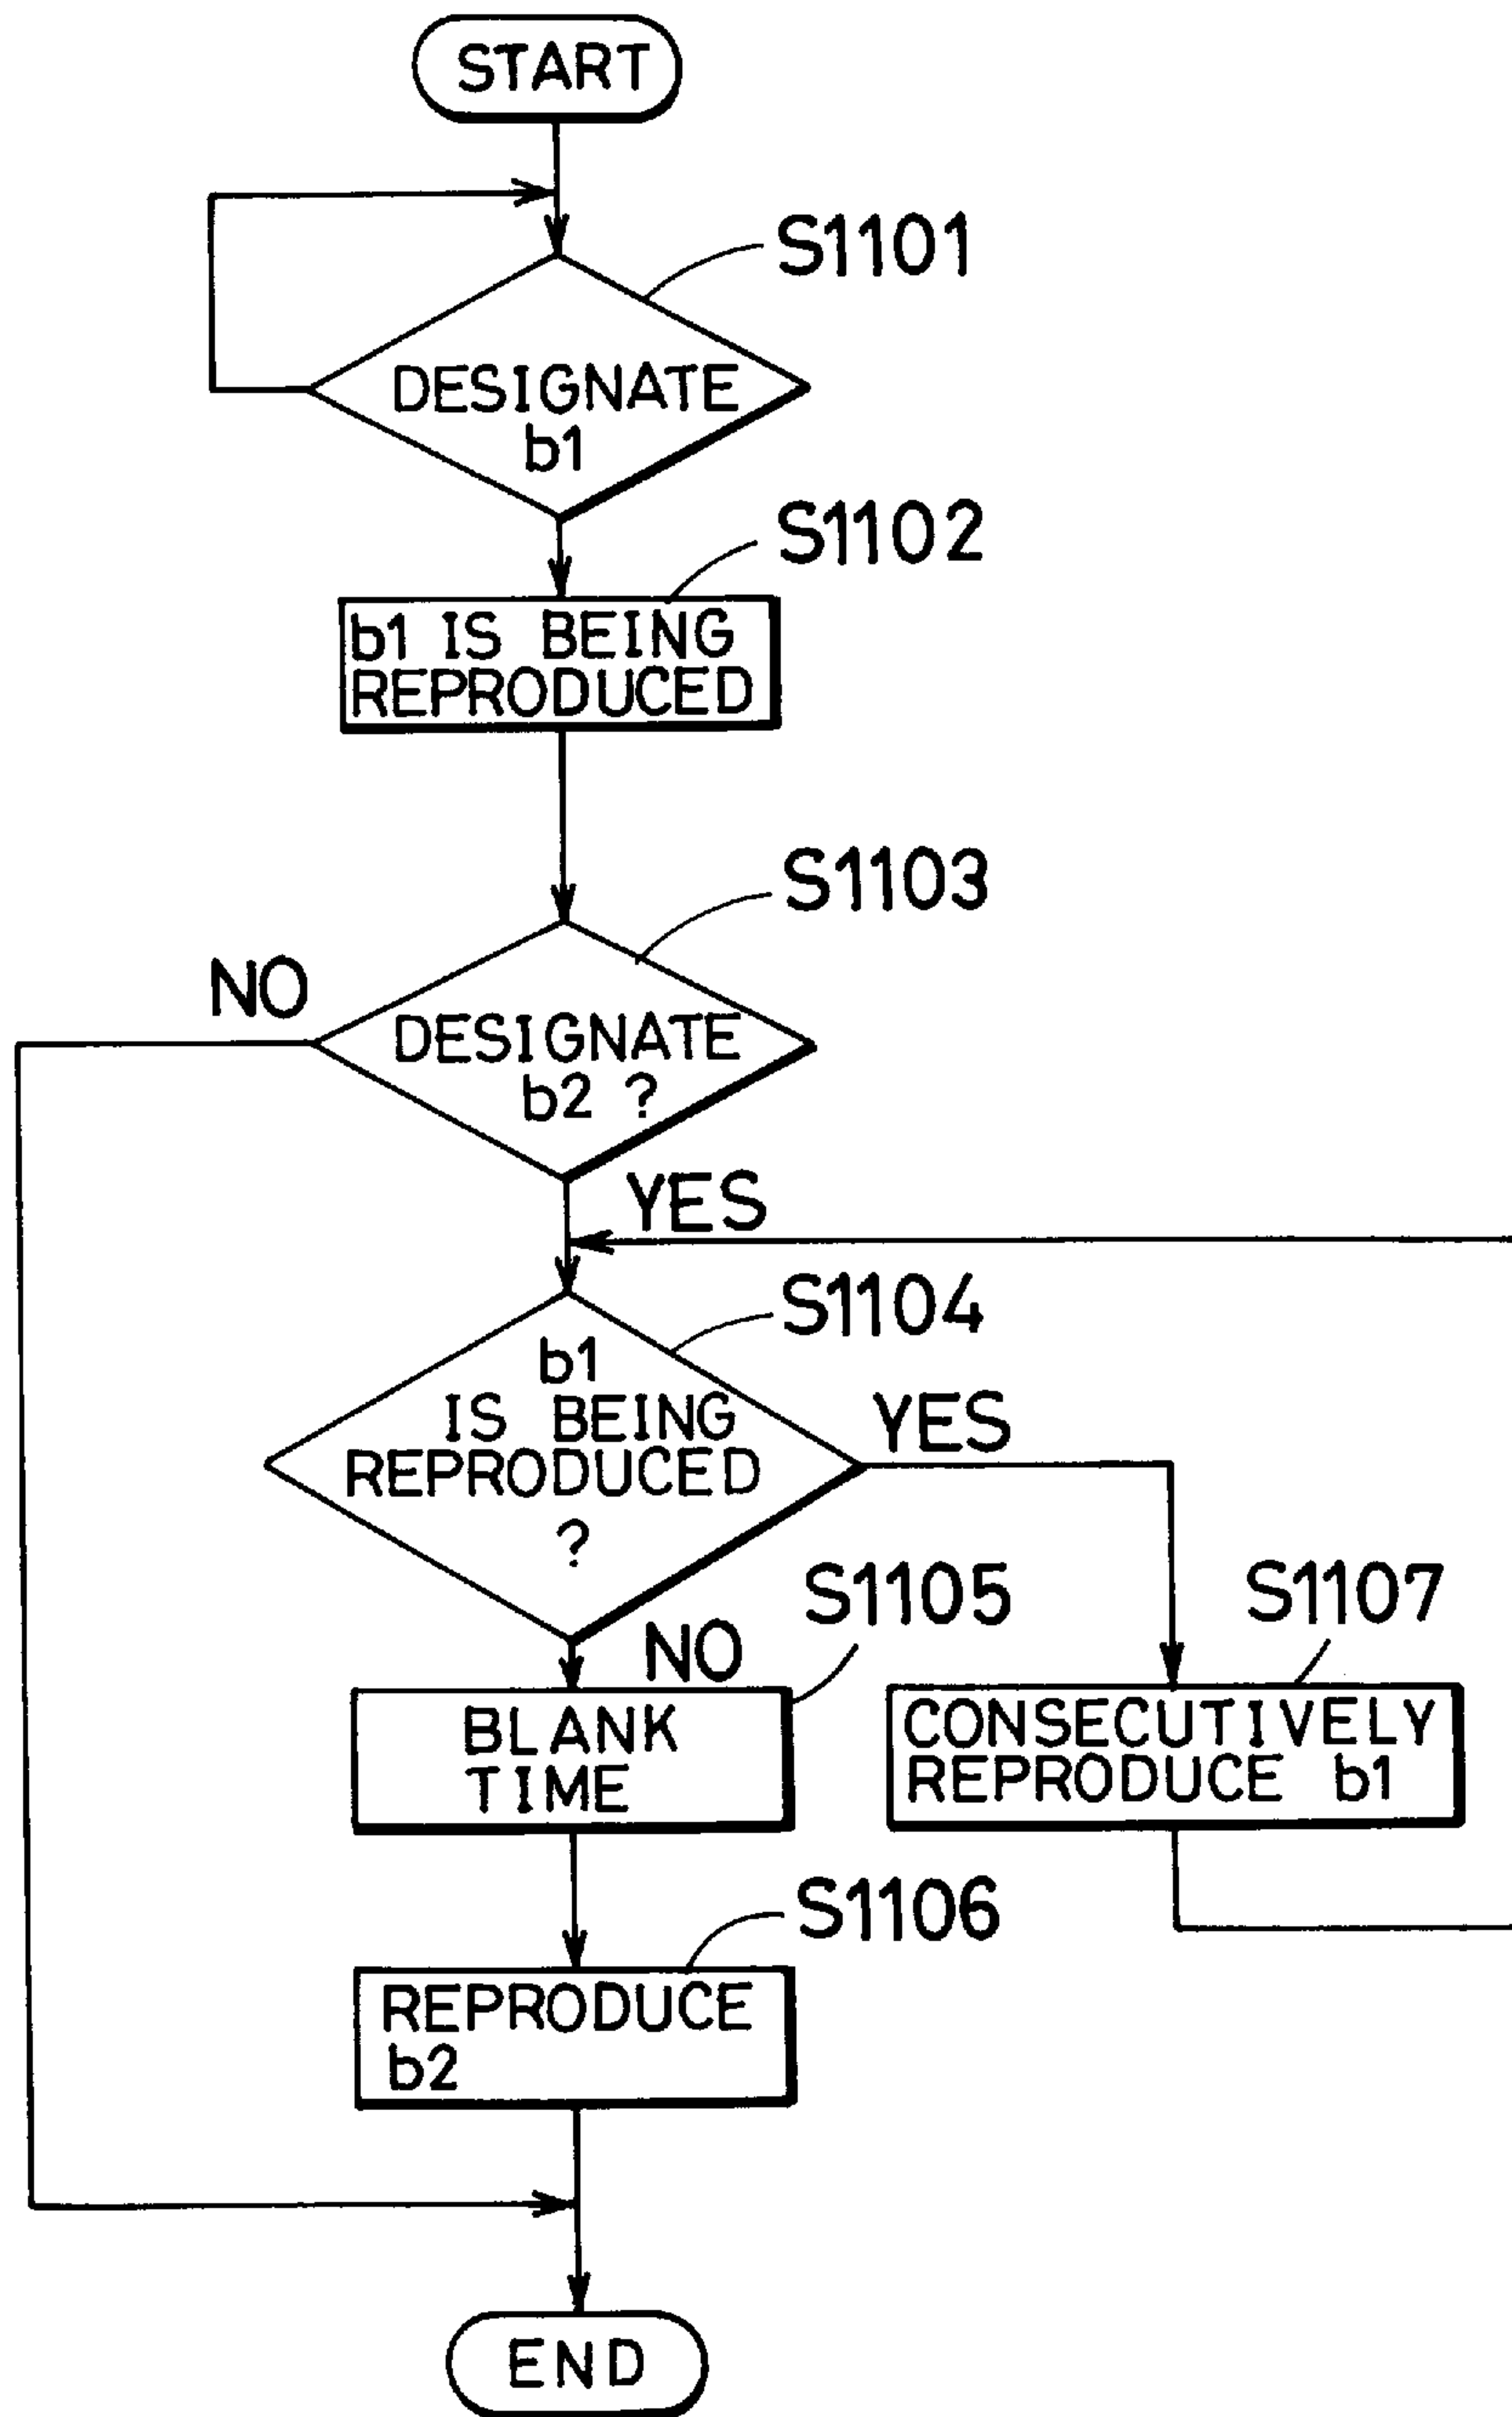 START
S1101
DESIGNATE
b1
S1102
b1 IS BEING
REPRODUCED
S1103
NO
DESIGNATE
b2 ?
YES
S1104
b1
IS BEING
REPRODUCED
?
YES
NO
S1105
S1107
BLANK
TIME
CONSECUTIVELY
REPRODUCE b1
S1106
REPRODUCE
b2
END